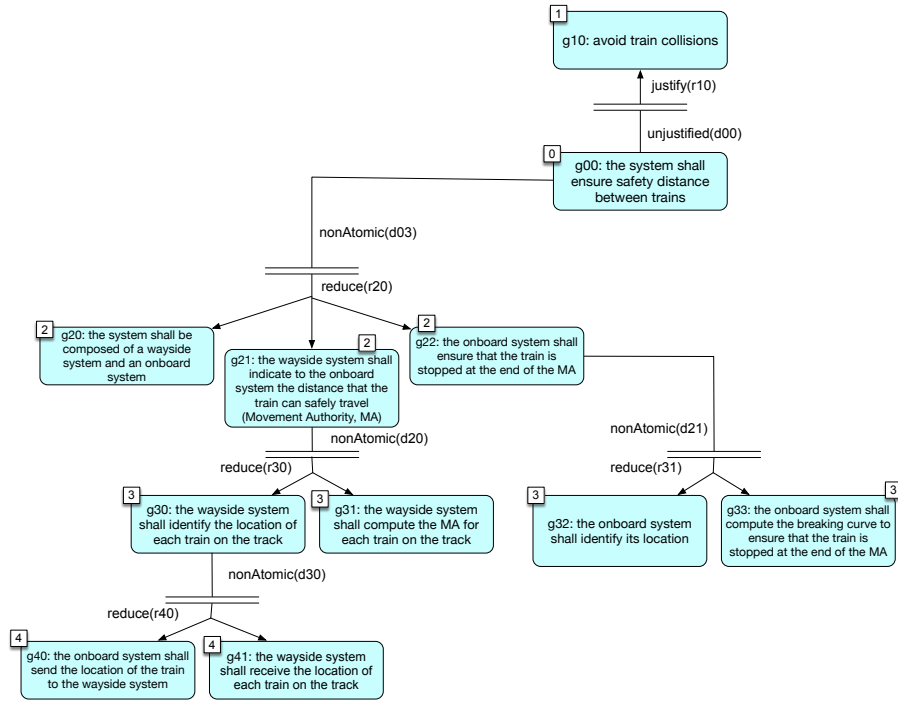 1
g10: avoid train collisions
justify(r10)
unjustified(d00)
0
g00: the system shall
ensure safety distance
between trains
nonAtomic(d03)
reduce(r20)
2
g20: the system shall be
composed of a wayside
system and an onboard
system
2
g21: the wayside system shall
indicate to the onboard
system the distance that the
train can safely travel
(Movement Authority, MA)
2
g22: the onboard system shall
ensure that the train is
stopped at the end of the MA
nonAtomic(d20)
reduce(r30)
nonAtomic(d21)
reduce(r31)
3
g30: the wayside system
shall identify the location of
each train on the track
3
g31: the wayside system
shall compute the MA for
each train on the track
3
g32: the onboard system
shall identify its location
3
g33: the onboard system shall
compute the breaking curve to
ensure that the train is
stopped at the end of the MA
nonAtomic(d30)
reduce(r40)
4
g40: the onboard system shall
send the location of the train
to the wayside system
4
g41: the wayside system
shall receive the location of
each train on the track